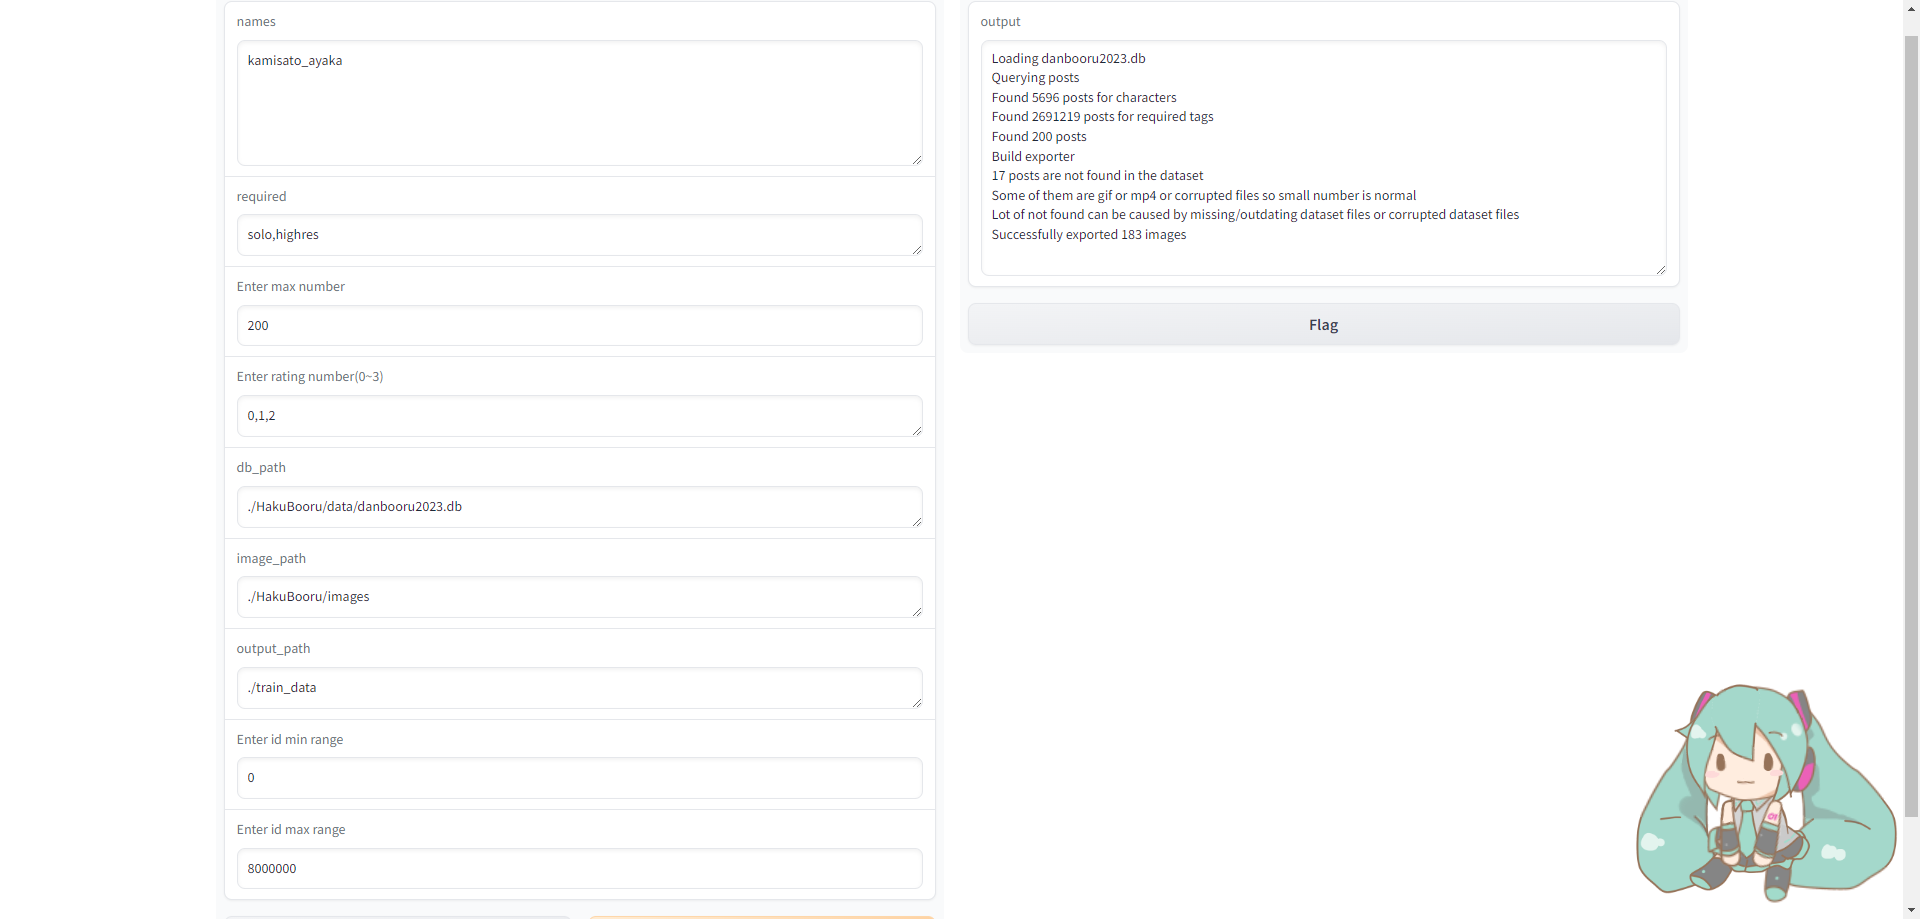 names
kamisato_ayaka
required
solo,highres
Enter max number
200
Enter rating number(0~3)
0,1,2
db_path
./HakuBooru/data/danbooru2023.db
image_path
./HakuBooru/images
output_path
./train_data
Enter id min range
0
Enter id max range
8000000
output
Loading danbooru2023.db
Querying posts
Found 5696 posts for characters
Found 2691219 posts for required tags
Found 200 posts
Build exporter
17 posts are not found in the dataset
Some of them are gif or mp4 or corrupted files so small number is normal
Lot of not found can be caused by missing/outdating dataset files or corrupted dataset files
Successfully exported 183 images
Flag
01